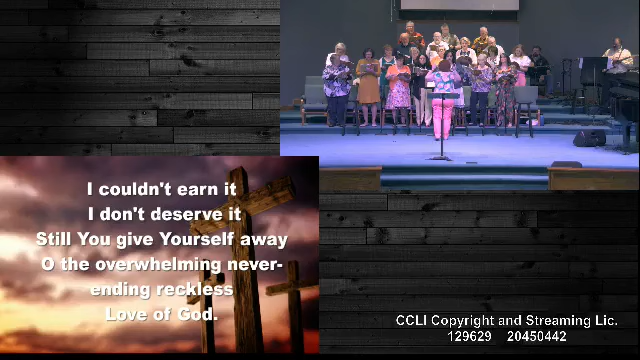 I couldn't earn it
I don't deserve it
Still You give Yourself away
O the overwhelming never-
ending reckless
Love of God.
CCLI Copyright and Streaming Lic.
129629 20450442